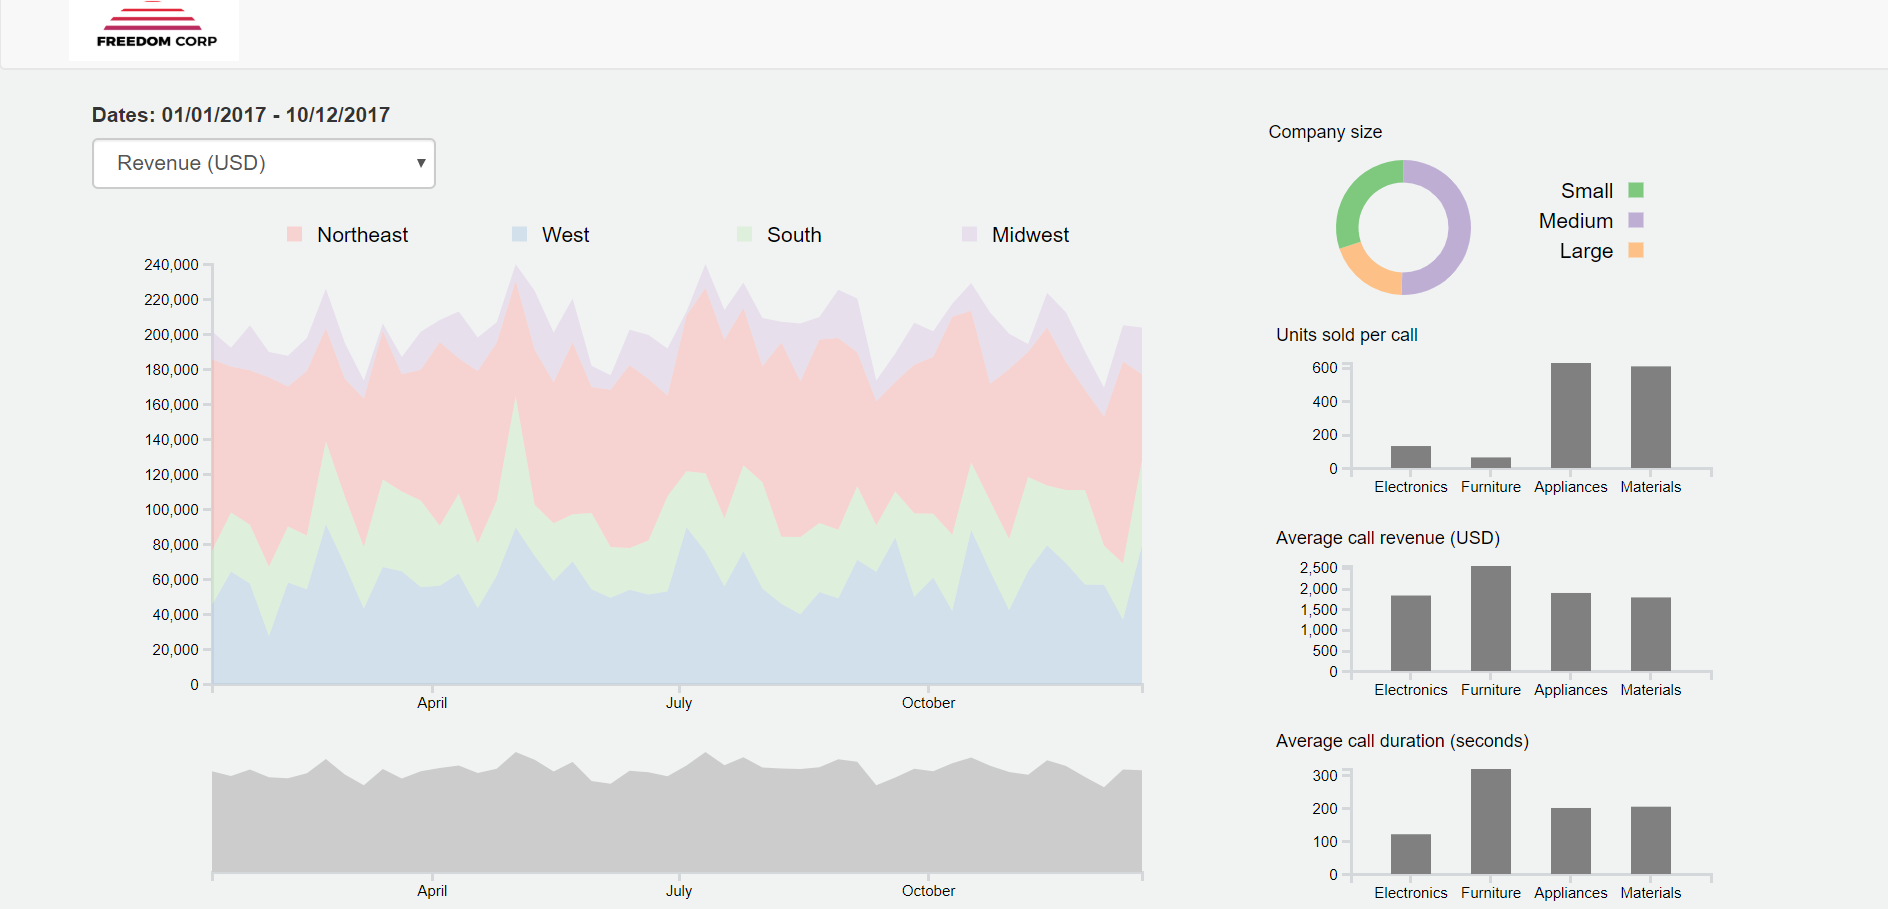 FREEDOM CORP
Dates: 01/01/2017 - 10/12/2017
Revenue (USD)
Northeast West South Midwest
240,000
220,000
200,000
180,000
160,000
140,000
120,000
100,000
80,000
60,000
40,000
20,000
0
April July October
April July October
Company size
Small
Medium
Large
Units sold per call
600
400
200
0
Electronics Furniture Appliances Materials
Average call revenue (USD)
2,500
2,000
1,500
1,000
500
0
Electronics Furniture Appliances Materials
Average call duration (seconds)
300
200
100
0
Electronics Furniture Appliances Materials